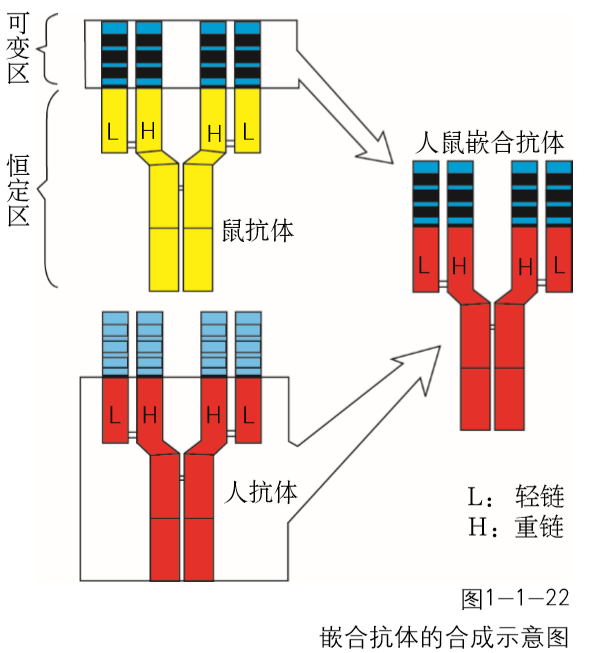 可变区
恒定区
L H H L
鼠抗体
人鼠嵌合抗体
L H H L
L H H L
人抗体
L：轻链
H：重链
图1－1－22
嵌合抗体的合成示意图